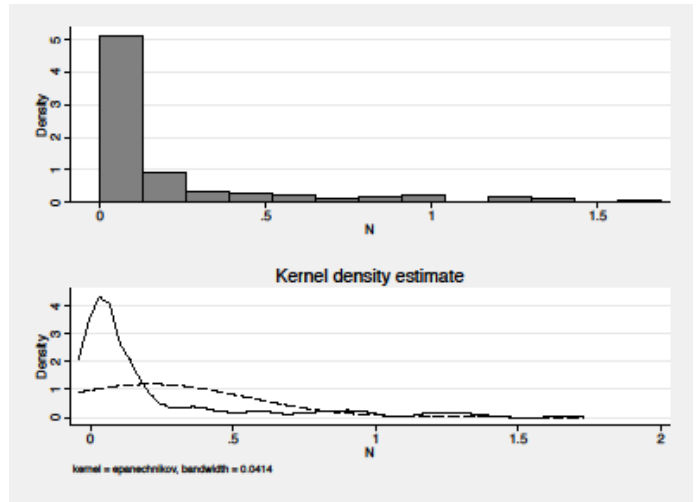 Density
5
4
3
2
1
0
0 .5 1 1.5
N
Kernel density estimate
Density
4
3
2
1
0
0 .5 1 1.5 2
N
kernel = epanechnikov, bandwidth = 0.0414